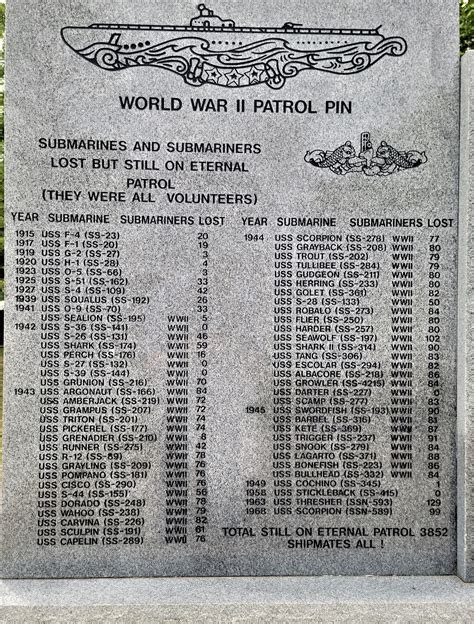 WORLD WAR II PATROL PIN
SUBMARINES AND SUBMARINERS
LOST BUT STILL ON ETERNAL
PATROL
(THEY WERE ALL VOLUNTEERS)
YEAR SUBMARINE SUBMARINERS LOST
1915 USS F-4 (SS-23) 20
1917 USS F-1 (SS-20) 19
1919 USS G-2 (SS-27) 3
1920 USS H-1 (SS-28) 4
1923 USS O-5 (SS-66) 3
1925 USS S-51 (SS-162) 33
1927 USS S-4 (SS-109) 42
1939 USS SQUALUS (SS-192) 26
1941 USS O-9 (SS-70) 33
USS SEALION (SS-195) WWII 5
1942 USS S-36 (SS-141) WWII 0
USS S-26 (SS-131) WWII 46
USS SHARK (SS-174) WWII 59
USS PERCH (SS-176) WWII 16
USS S-27 (SS-132) WWII 0
USS S-39 (SS-144) WWII 0
USS GRUNION (SS-216) WWII 70
1943 USS ARGONAUT (SS-166) WWII 84
USS AMBERJACK (SS-219) WWII 72
USS GRAMPUS (SS-207) WWII 72
USS TRITON (SS-201) WWII 74
USS PICKEREL (SS-177) WWII 74
USS GRENADIER (SS-210) WWII 8
USS RUNNER (SS-275) WWII 42
USS R-12 (SS-89) WWII
USS GRAYLING (SS-209) WWII 76
USS POMPANO (SS-181) WWII 76
USS CISCO (SS-290) WWII 76
USS S-44 (SS-155) WWII 56
USS DORADO (SS-248) WWII 78
USS WAHOO (SS-238) WWII 78
USS CORVINA (SS-226) WWII 82
USS SCULPIN (SS-191) WWII 61
USS CAPELIN (SS-289) WWII 76
YEAR SUBMARINE SUBMARINERS LOST
1944 USS SCORPION (SS-278) WWII 77
USS GRAYBACK (SS-208) WWII 80
USS TROUT (SS-202) WWII 79
USS TULLIBEE (SS-284) WWII 79
USS GUDGEON (SS-211) WWII 80
USS HERRING (SS-233) WWII 83
USS GOLET (SS-361) WWII 82
USS S-28 (SS-133) WWII 50
USS ROBALO (SS-273) WWII 84
USS FLIER (SS-250) WWII 80
USS HARDER (SS-257) WWII 80
USS SEAWOLF (SS-197) WWII 102
USS SHARK II (SS-314) WWII 90
USS TANG (SS-306) WWII
USS ESCOLAR (SS-294) WWII 82
USS ALBACORE (SS-218) WWII 86
USS GROWLER (SS-4215) WWII 84
USS DARTER (SS-227) WWII 0
USS SCAMP (SS-277) WWII 83
1945 USS SWORDFISH (SS-193) WWII 90
USS BARBEL (SS-316) WWII
USS KETE (SS-369) WWII 87
USS TRIGGER (SS-237) WWII 91
USS SNOOK (SS-279) WWII 84
USS LAGARTO (SS-371) WWII
USS BONEFISH (SS-223) WWII
USS BULLHEAD (SS-332) WWII 84
1949 USS COCHINO (SS-345) 1
1958 USS STICKLEBACK (SS-415) 0
1963 USS THRESHER (SSN-593) 129
1968 USS SCORPION (SSN-589) 99
TOTAL STILL ON ETERNAL PATROL 3852
SHIPMATES ALL !